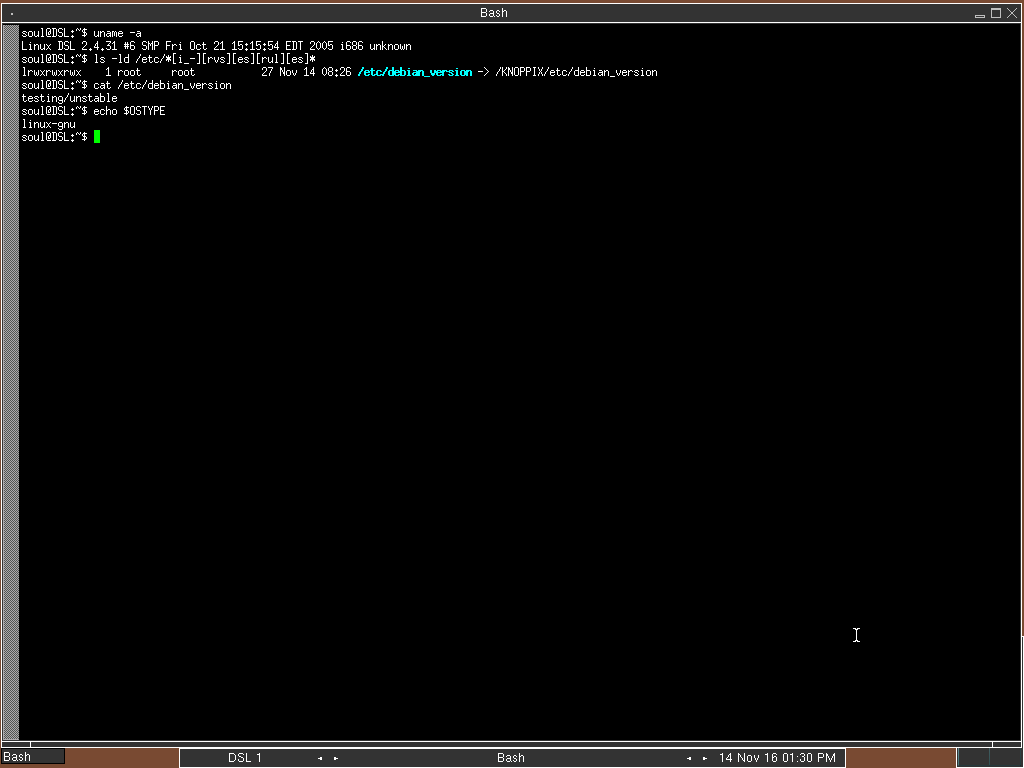 Bash
soul@DSL:~$ uname -a
Linux DSL 2.4.31 #6 SMP Fri Oct 21 15:15:54 EDT 2005 i686 unknown
soul@DSL:~$ ls -ld /etc/*[i_-][rvs][es][rul][es]*
lrwxrwxrwx    1 root     root           27 Nov 14 08:26 /etc/debian_version -> /KNOPPIX/etc/debian_version
soul@DSL:~$ cat /etc/debian_version
testing/unstable
soul@DSL:~$ echo $OSTYPE
linux-gnu
soul@DSL:~$
Bash DSL 1 Bash 14 Nov 16 01:30 PM